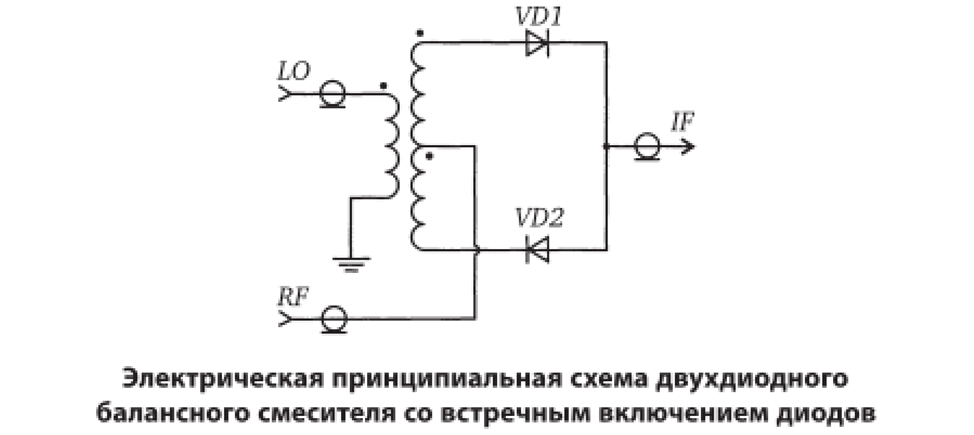 VD1
LO
IF
VD2
RF
Электрическая принципиальная схема двухдиодного
балансного смесителя со встречным включением диодов